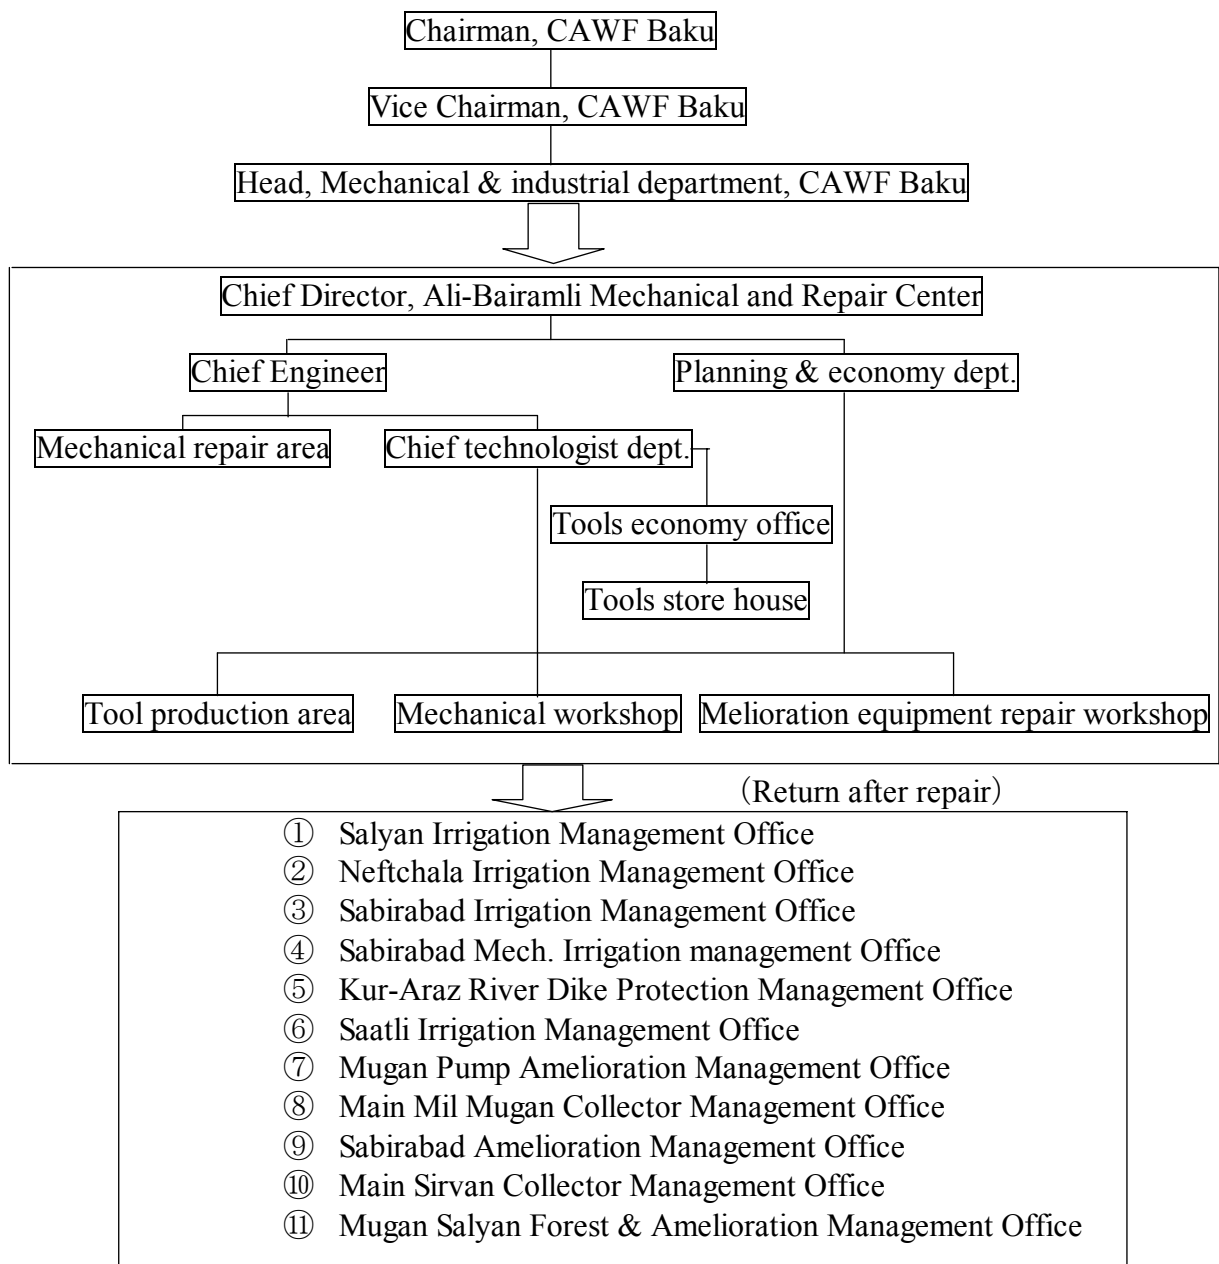 Chairman, CAWF Baku
Vice Chairman, CAWF Baku
Head, Mechanical & industrial department, CAWF Baku
Chief Director, Ali-Bairamli Mechanical and Repair Center
Chief Engineer
Planning & economy dept.
Mechanical repair area
Chief technologist dept.
Tools economy office
Tools store house
Tool production area
Mechanical workshop
Melioration equipment repair workshop
(Return after repair)
① Salyan Irrigation Management Office
② Neftchala Irrigation Management Office
③ Sabirabad Irrigation Management Office
④ Sabirabad Mech. Irrigation management Office
⑤ Kur-Araz River Dike Protection Management Office
⑥ Saatli Irrigation Management Office
⑦ Mugan Pump Amelioration Management Office
⑧ Main Mil Mugan Collector Management Office
⑨ Sabirabad Amelioration Management Office
⑩ Main Sirvan Collector Management Office
⑪ Mugan Salyan Forest & Amelioration Management Office